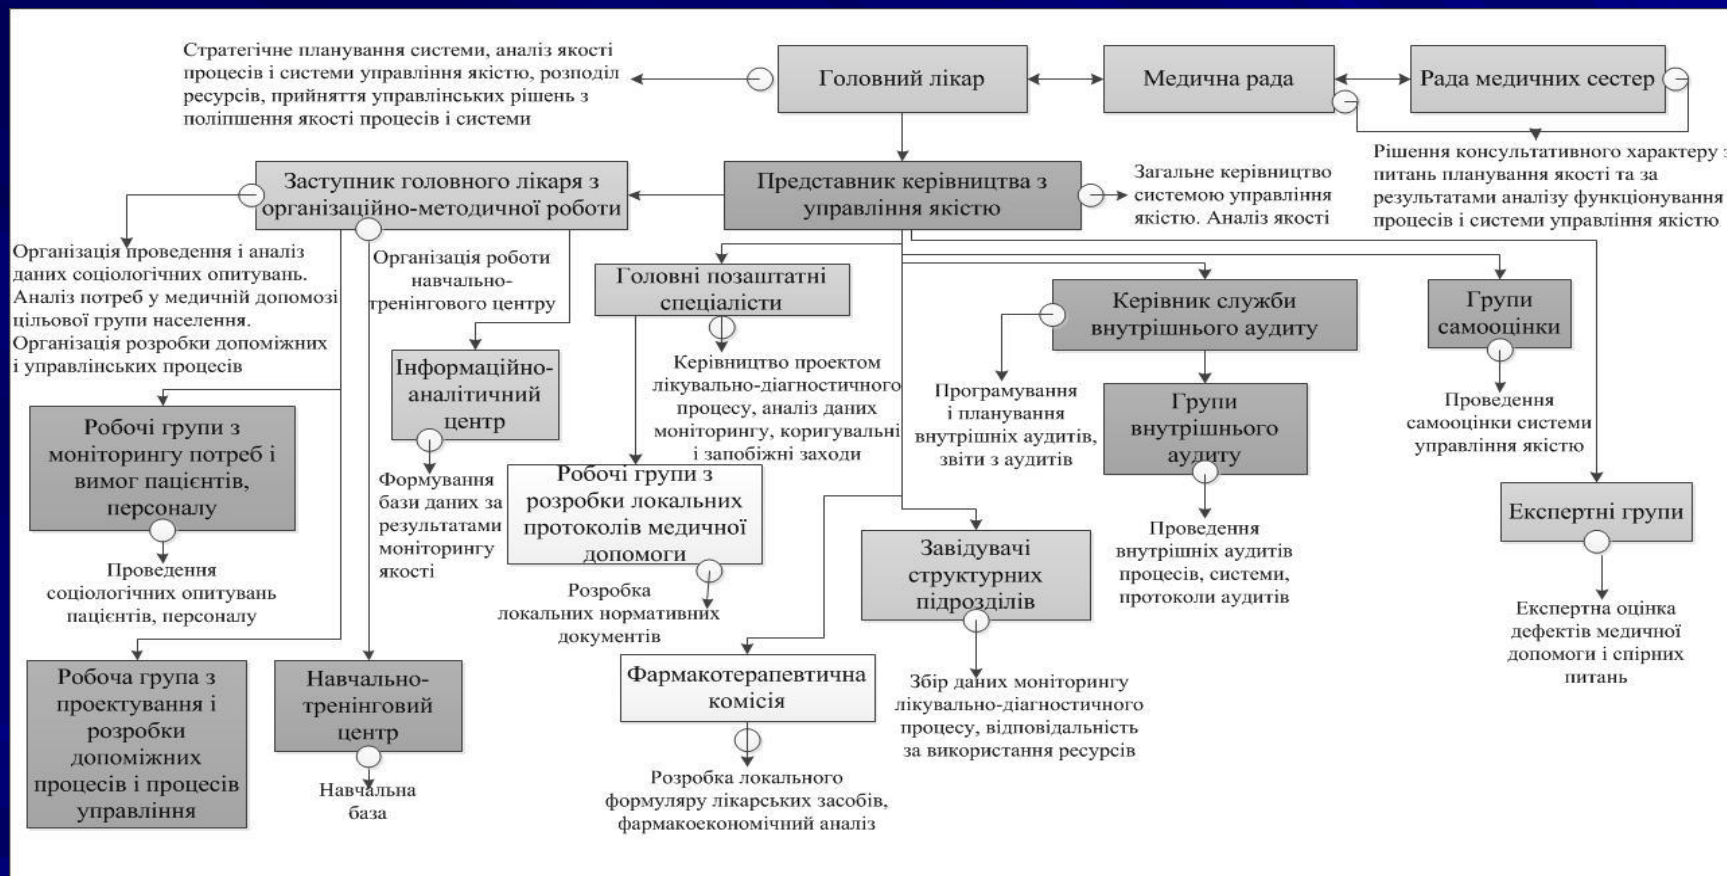 Стратегічне планування системи, аналіз якості
процесів і системи управління якістю, розподіл
ресурсів, прийняття управлінських рішень з
поліпшення якості процесів і системи
Головний лікар
Медична рада
Рада медичних сестер
Рішення консультативного характеру з
питань планування якості та за
результатами аналізу функціонування
процесів і системи управління якістю
Заступник головного лікаря з
організаційно-методичної роботи
Представник керівництва з
управління якістю
Загальне керівництво
системою управління
якістю. Аналіз якості
Організація проведення і аналіз
даних соціологічних опитувань.
Аналіз потреб у медичній допомозі
цільової групи населення.
Організація розробки допоміжних
і управлінських процесів
Організація роботи
навчально-
тренінгового центру
Головні позаштатні
спеціалісти
Керівник служби
внутрішнього аудиту
Групи
самооцінки
Інформаційно-
аналітичний
центр
Керівництво проектом
лікувально-діагностичного
процесу, аналіз даних
моніторингу, коригувальні
і запобіжні заходи
Програмування
і планування
внутрішніх аудитів,
звіти з аудитів
Групи
внутрішнього
аудиту
Проведення
самооцінки системи
управління якістю
Робочі групи з
моніторингу потреб і
вимог пацієнтів,
персоналу
Формування
бази даних за
результатами
моніторингу
якості
Робочі групи з
розробки локальних
протоколів медичної
допомоги
Експертні групи
Проведення
соціологічних опитувань
пацієнтів, персоналу
Розробка
локальних нормативних
документів
Завідувачі
структурних
підрозділів
Проведення
внутрішніх аудитів
процесів, системи,
протоколи аудитів
Експертна оцінка
дефектів медичної
допомоги і спірних
питань
Робоча група з
проектування і
розробки
допоміжних
процесів і процесів
управління
Навчально-
тренінговий
центр
Фармакотерапевтична
комісія
Збір даних моніторингу
лікувально-діагностичного
процесу, відповідальність
за використання ресурсів
Навчальна
база
Розробка локального
формуляру лікарських засобів,
фармакоекономічний аналіз